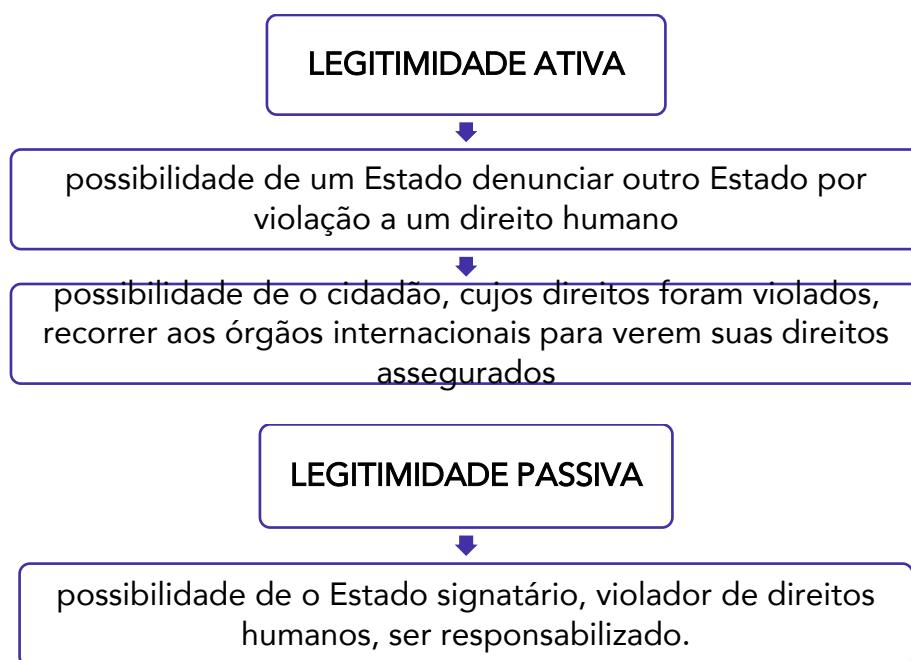 LEGITIMIDADE ATIVA
possibilidade de um Estado denunciar outro Estado por
violação a um direito humano
possibilidade de o cidadão, cujos direitos foram violados,
recorrer aos órgãos internacionais para verem suas direitos
assegurados
LEGITIMIDADE PASSIVA
possibilidade de o Estado signatário, violador de direitos
humanos, ser responsabilizado.